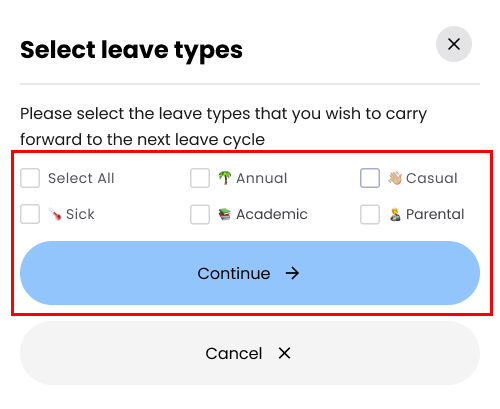 Select leave types
Please select the leave types that you wish to carry
forward to the next leave cycle
Select All Annual Casual
Sick Academic Parental
Continue
Cancel